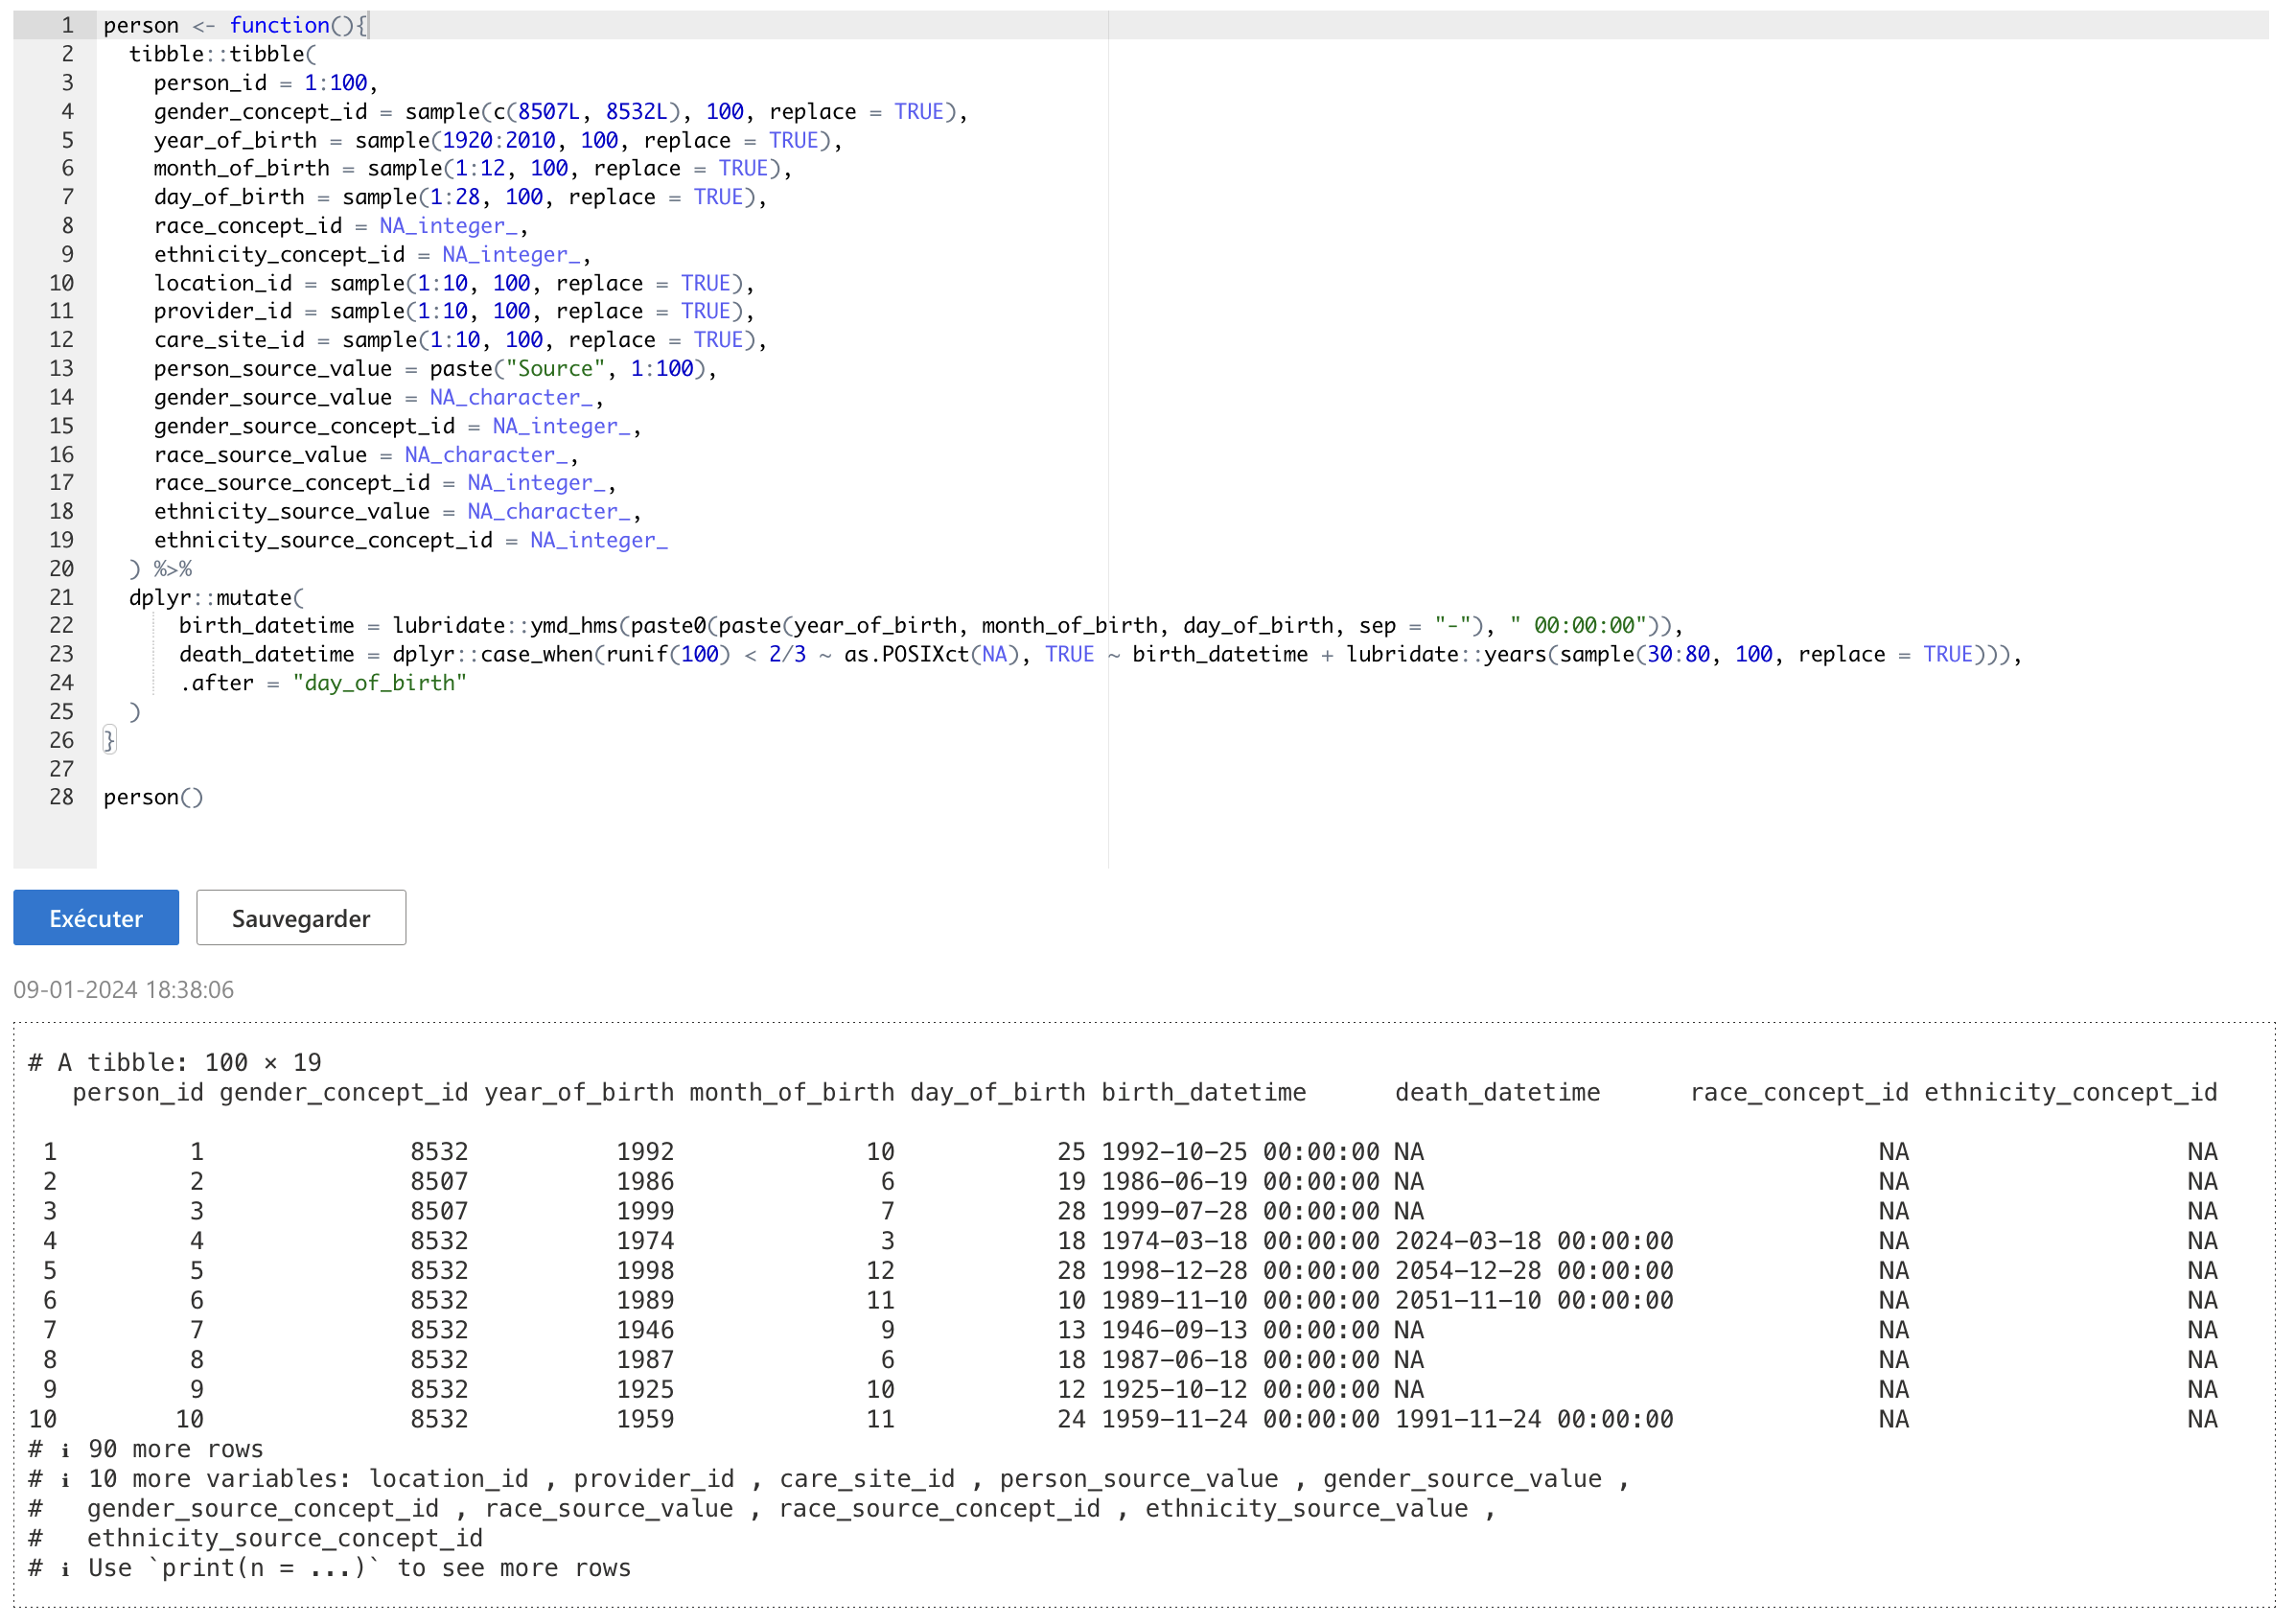 1 person <- function(){
2   tibble::tibble(
3     person_id = 1:100,
4     gender_concept_id = sample(c(8507L, 8532L), 100, replace = TRUE),
5     year_of_birth = sample(1920:2010, 100, replace = TRUE),
6     month_of_birth = sample(1:12, 100, replace = TRUE),
7     day_of_birth = sample(1:28, 100, replace = TRUE),
8     race_concept_id = NA_integer_,
9     ethnicity_concept_id = NA_integer_,
10     location_id = sample(1:10, 100, replace = TRUE),
11     provider_id = sample(1:10, 100, replace = TRUE),
12     care_site_id = sample(1:10, 100, replace = TRUE),
13     person_source_value = paste("Source", 1:100),
14     gender_source_value = NA_character_,
15     gender_source_concept_id = NA_integer_,
16     race_source_value = NA_character_,
17     race_source_concept_id = NA_integer_,
18     ethnicity_source_value = NA_character_,
19     ethnicity_source_concept_id = NA_integer_
20   ) %>%
21   dplyr::mutate(
22       birth_datetime = lubridate::ymd_hms(paste0(paste(year_of_birth, month_of_birth, day_of_birth, sep = "-"), " 00:00:00")),
23       death_datetime = dplyr::case_when(runif(100) < 2/3 ~ as.POSIXct(NA), TRUE ~ birth_datetime + lubridate::years(sample(30:80, 100, replace = TRUE))),
24       .after = "day_of_birth"
25   )
26 }
27
28 person()
Exécuter Sauvegarder
09-01-2024 18:38:06
# A tibble: 100 × 19
   person_id gender_concept_id year_of_birth month_of_birth day_of_birth birth_datetime      death_datetime      race_concept_id ethnicity_concept_id
 1         1              8532          1992             10           25 1992-10-25 00:00:00 NA                               NA                   NA
 2         2              8507          1986              6           19 1986-06-19 00:00:00 NA                               NA                   NA
 3         3              8507          1999              7           28 1999-07-28 00:00:00 NA                               NA                   NA
 4         4              8532          1974              3           18 1974-03-18 00:00:00 2024-03-18 00:00:00              NA                   NA
 5         5              8532          1998             12           28 1998-12-28 00:00:00 2054-12-28 00:00:00              NA                   NA
 6         6              8532          1989             11           10 1989-11-10 00:00:00 2051-11-10 00:00:00              NA                   NA
 7         7              8532          1946              9           13 1946-09-13 00:00:00 NA                               NA                   NA
 8         8              8532          1987              6           18 1987-06-18 00:00:00 NA                               NA                   NA
 9         9              8532          1925             10           12 1925-10-12 00:00:00 NA                               NA                   NA
10        10              8532          1959             11           24 1959-11-24 00:00:00 1991-11-24 00:00:00              NA                   NA
# ℹ 90 more rows
# ℹ 10 more variables: location_id , provider_id , care_site_id , person_source_value , gender_source_value ,
#   gender_source_concept_id , race_source_value , race_source_concept_id , ethnicity_source_value ,
#   ethnicity_source_concept_id
# ℹ Use `print(n = ...)` to see more rows